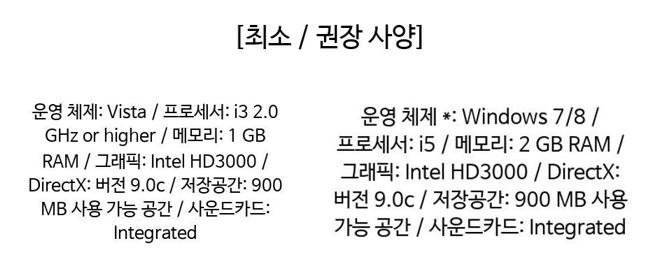 [최소 / 권장 사양]
운영 체제: Vista / 프로세서: i3 2.0
GHz or higher / 메모리: 1 GB
RAM / 그래픽: Intel HD3000 /
DirectX: 버전 9.0c / 저장공간: 900
MB 사용 가능 공간 / 사운드카드:
Integrated
운영 체제 *: Windows 7/8 /
프로세서: i5 / 메모리: 2 GB RAM /
그래픽: Intel HD3000 / DirectX:
버전 9.0c / 저장공간: 900 MB 사용
가능 공간 / 사운드카드: Integrated